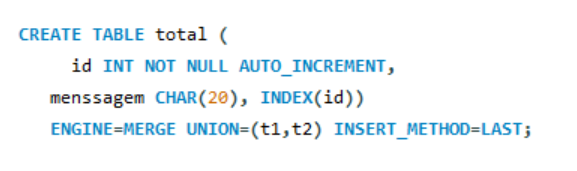 CREATE TABLE total (
id INT NOT NULL AUTO_INCREMENT,
menssagem CHAR(20), INDEX(id))
ENGINE=MERGE UNION=(t1,t2) INSERT_METHOD=LAST;